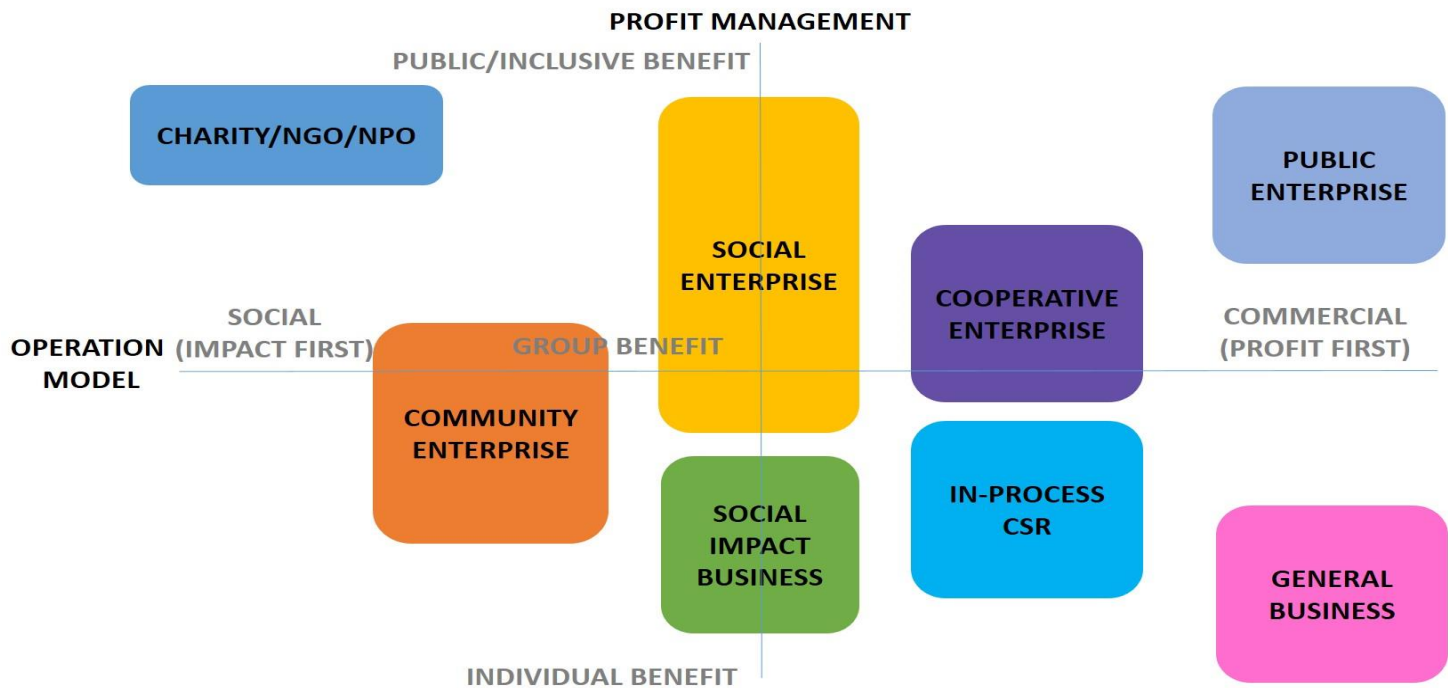 PROFIT MANAGEMENT
PUBLIC/INCLUSIVE BENEFIT
CHARITY/NGO/NPO
PUBLIC
ENTERPRISE
SOCIAL
ENTERPRISE
COOPERATIVE
ENTERPRISE
SOCIAL
(IMPACT FIRST)
GROUP BENEFIT
COMMERCIAL
(PROFIT FIRST)
OPERATION
MODEL
COMMUNITY
ENTERPRISE
IN-PROCESS
CSR
SOCIAL
IMPACT
BUSINESS
GENERAL
BUSINESS
INDIVIDUAL BENEFIT